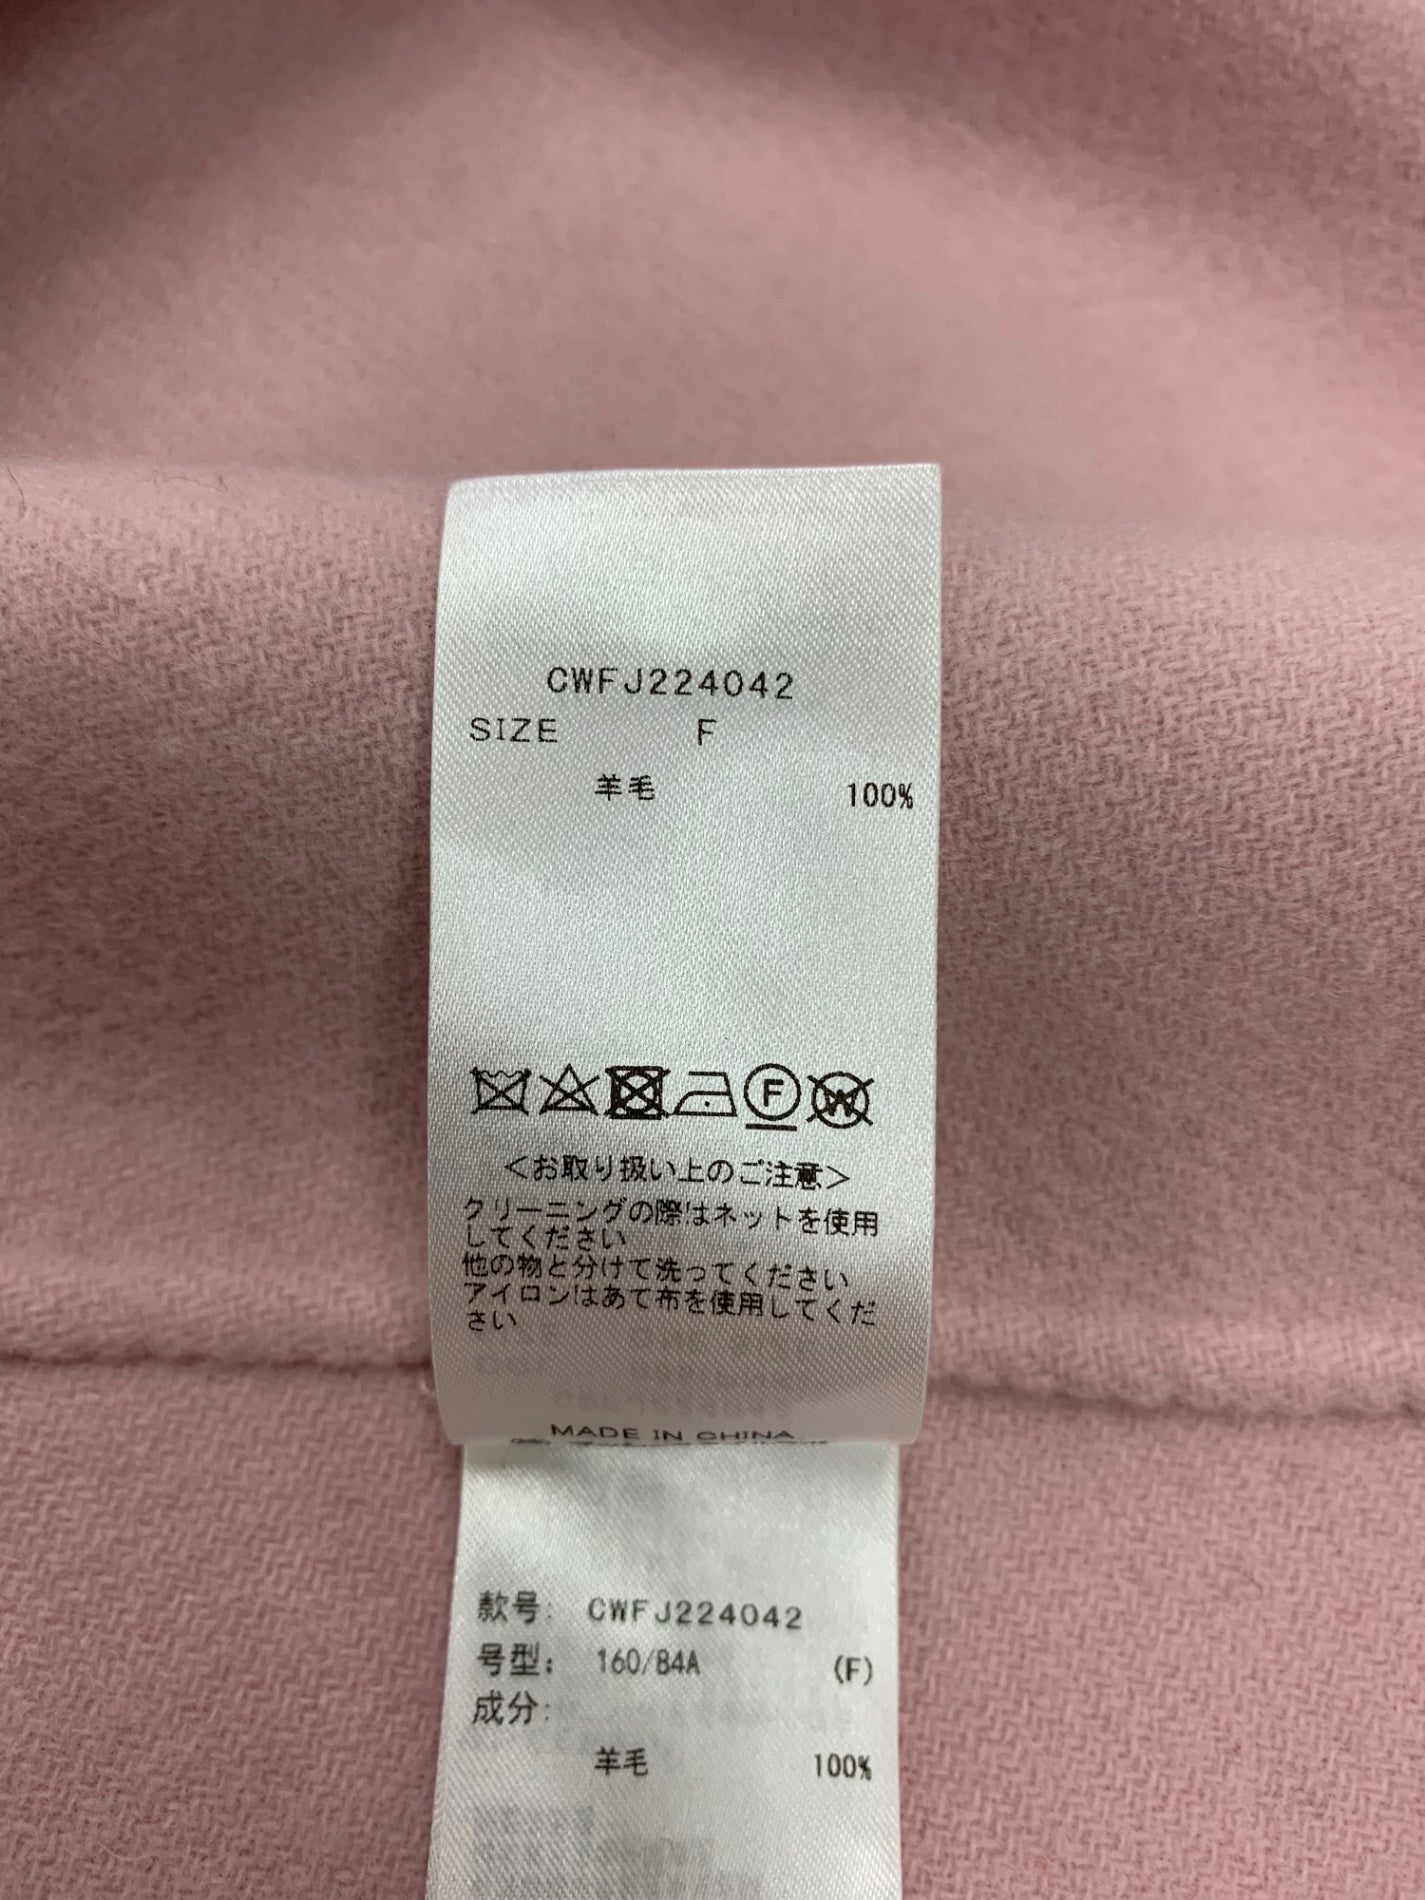 CWFJ224042
SIZE F
羊毛 100%
F
W
<お取り扱い上のご注意>
クリーニングの際はネットを使用
してください
他の物と分けて洗ってください
アイロンはあて布を使用してくだ
さい
MADE IN CHINA
款号: CWFJ224042
号型: 160/84A (F)
成分:
羊毛 100%